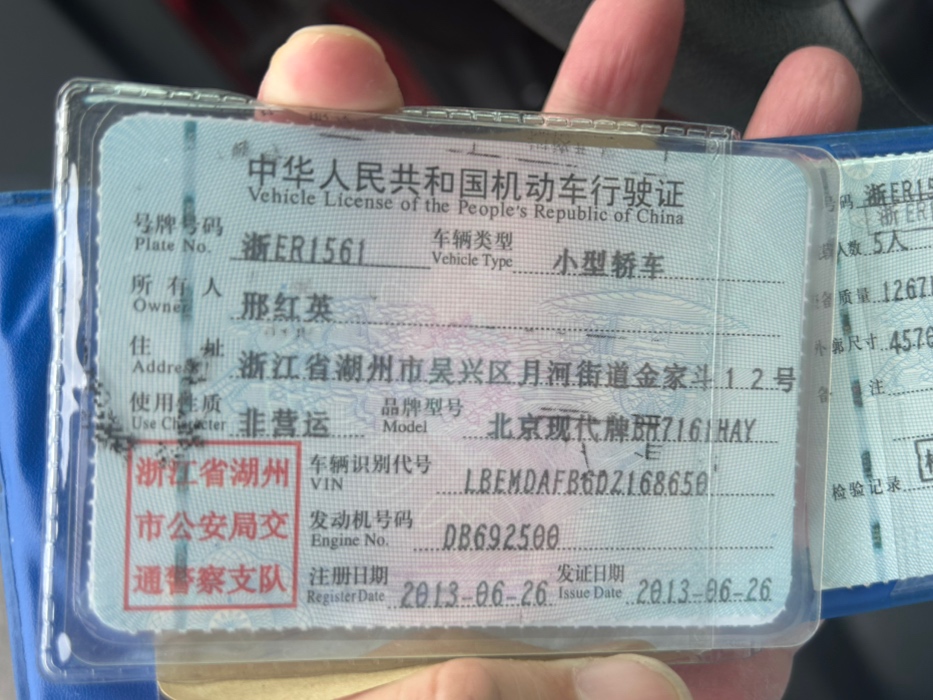 中华人民共和国机动车行驶证
Vehicle License of the People's Republic of China
号牌号码 浙ER1561 车辆类型 小型轿车
Plate No. Vehicle Type
所有人 邢红英
Owner
住址 浙江省湖州市吴兴区月河街道金家斗12号
Address
使用性质 非营运 品牌型号 北京现代牌BH7161HAY
Use Character Model
浙江省湖州
市公安局交
通警察支队
车辆识别代号 LBEMDAFB6DZ168650
VIN
发动机号码 DB692500
Engine No.
注册日期 2013-06-26 发证日期 2013-06-26
Register Date Issue Date
号码 浙ER15
浙ER
人数 5人
质量 1267
廓尺寸 4570
注
检验记录